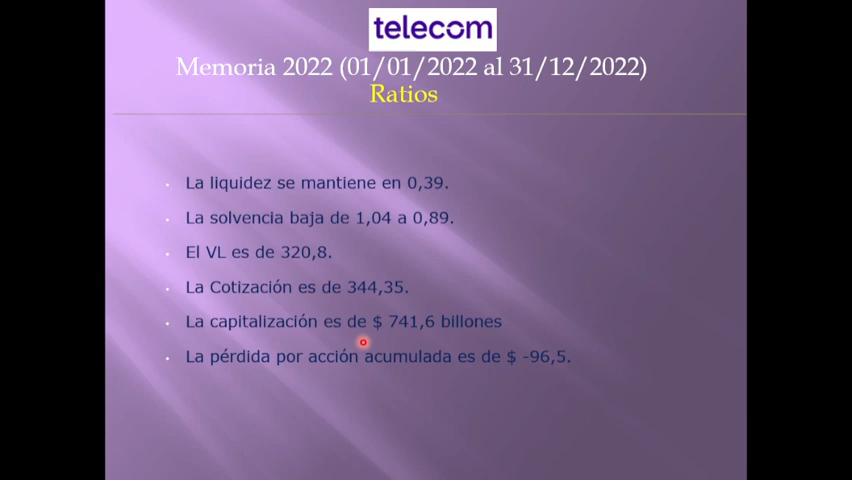 telecom
Memoria 2022 (01/01/2022 al 31/12/2022)
Ratios
La liquidez se mantiene en 0,39.
La solvencia baja de 1,04 a 0,89.
El VL es de 320,8.
La Cotización es de 344,35.
La capitalización es de $ 741,6 billones
La pérdida por acción acumulada es de $ -96,5.